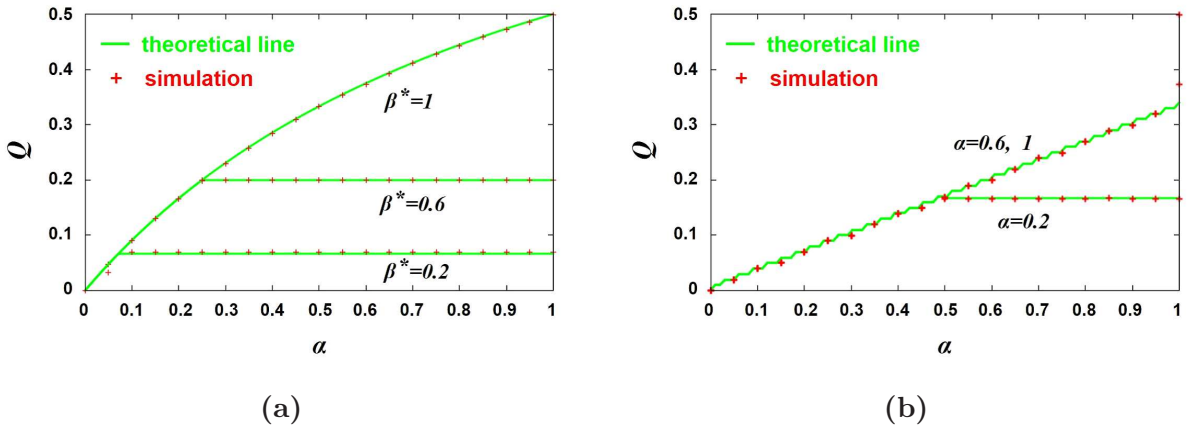 0.5
0.4
0.3
0.2
0.1
0
Q
theoretical line
simulation
β*=1
β*=0.6
β*=0.2
0 0.1 0.2 0.3 0.4 0.5 0.6 0.7 0.8 0.9 1
α
(a)
0.5
0.4
0.3
0.2
0.1
0
Q
theoretical line
simulation
α=0.6, 1
α=0.2
0 0.1 0.2 0.3 0.4 0.5 0.6 0.7 0.8 0.9 1
α
(b)